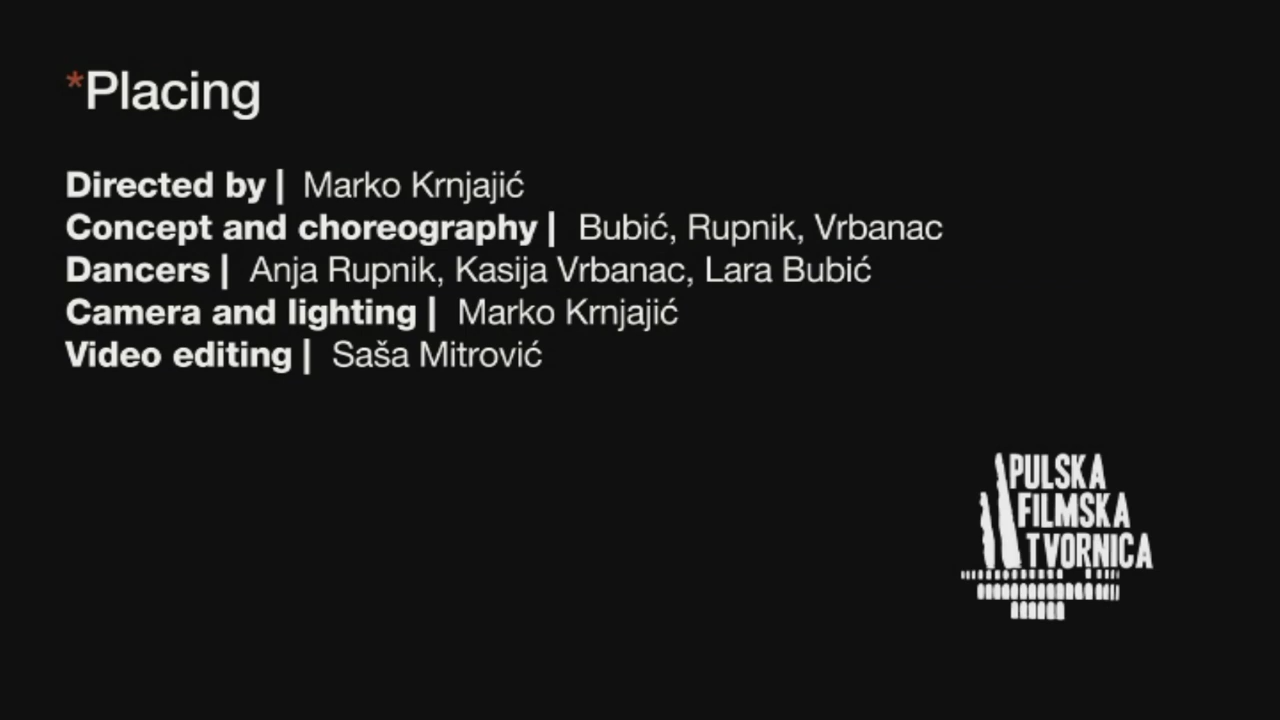 *Placing
Directed by | Marko Krnjajić
Concept and choreography | Bubić, Rupnik, Vrbanac
Dancers | Anja Rupnik, Kasija Vrbanac, Lara Bubić
Camera and lighting | Marko Krnjajić
Video editing | Saša Mitrović
PULSKA
FILMSKA
TVORNICA